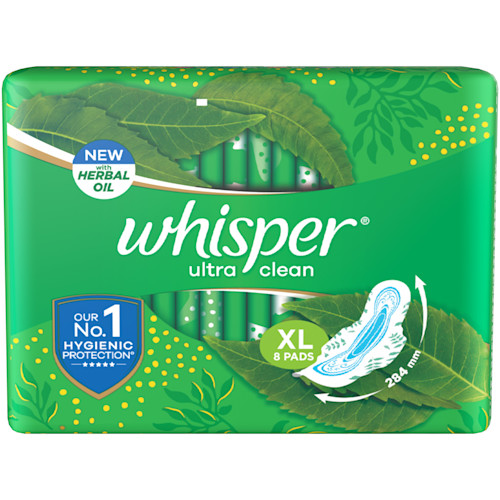 NEW
with
HERBAL
OIL
whisper®
ultra clean
OUR
No.1
HYGIENIC
PROTECTION*
★★★★★
XL
8 PADS
284 mm